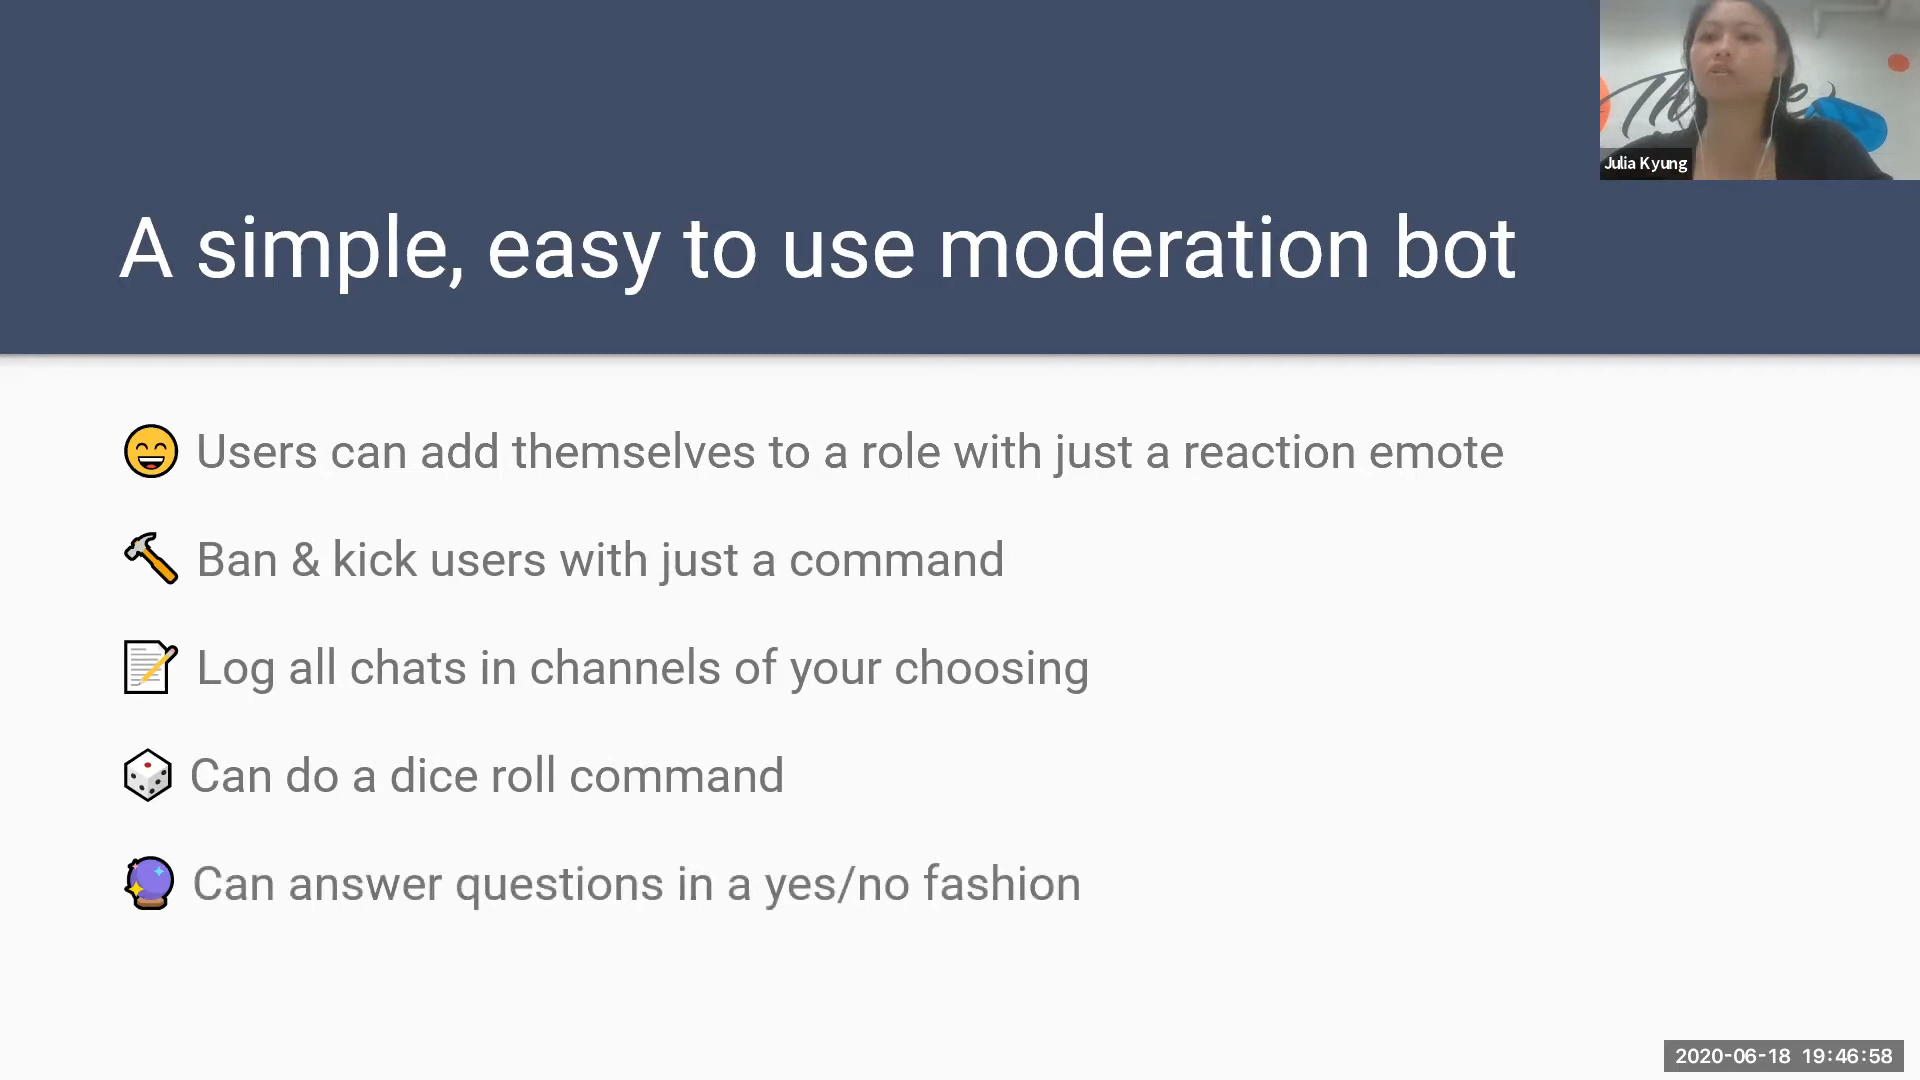 Julia Kyung
A simple, easy to use moderation bot
Users can add themselves to a role with just a reaction emote
Ban & kick users with just a command
Log all chats in channels of your choosing
Can do a dice roll command
Can answer questions in a yes/no fashion
2020-06-18 19:46:58